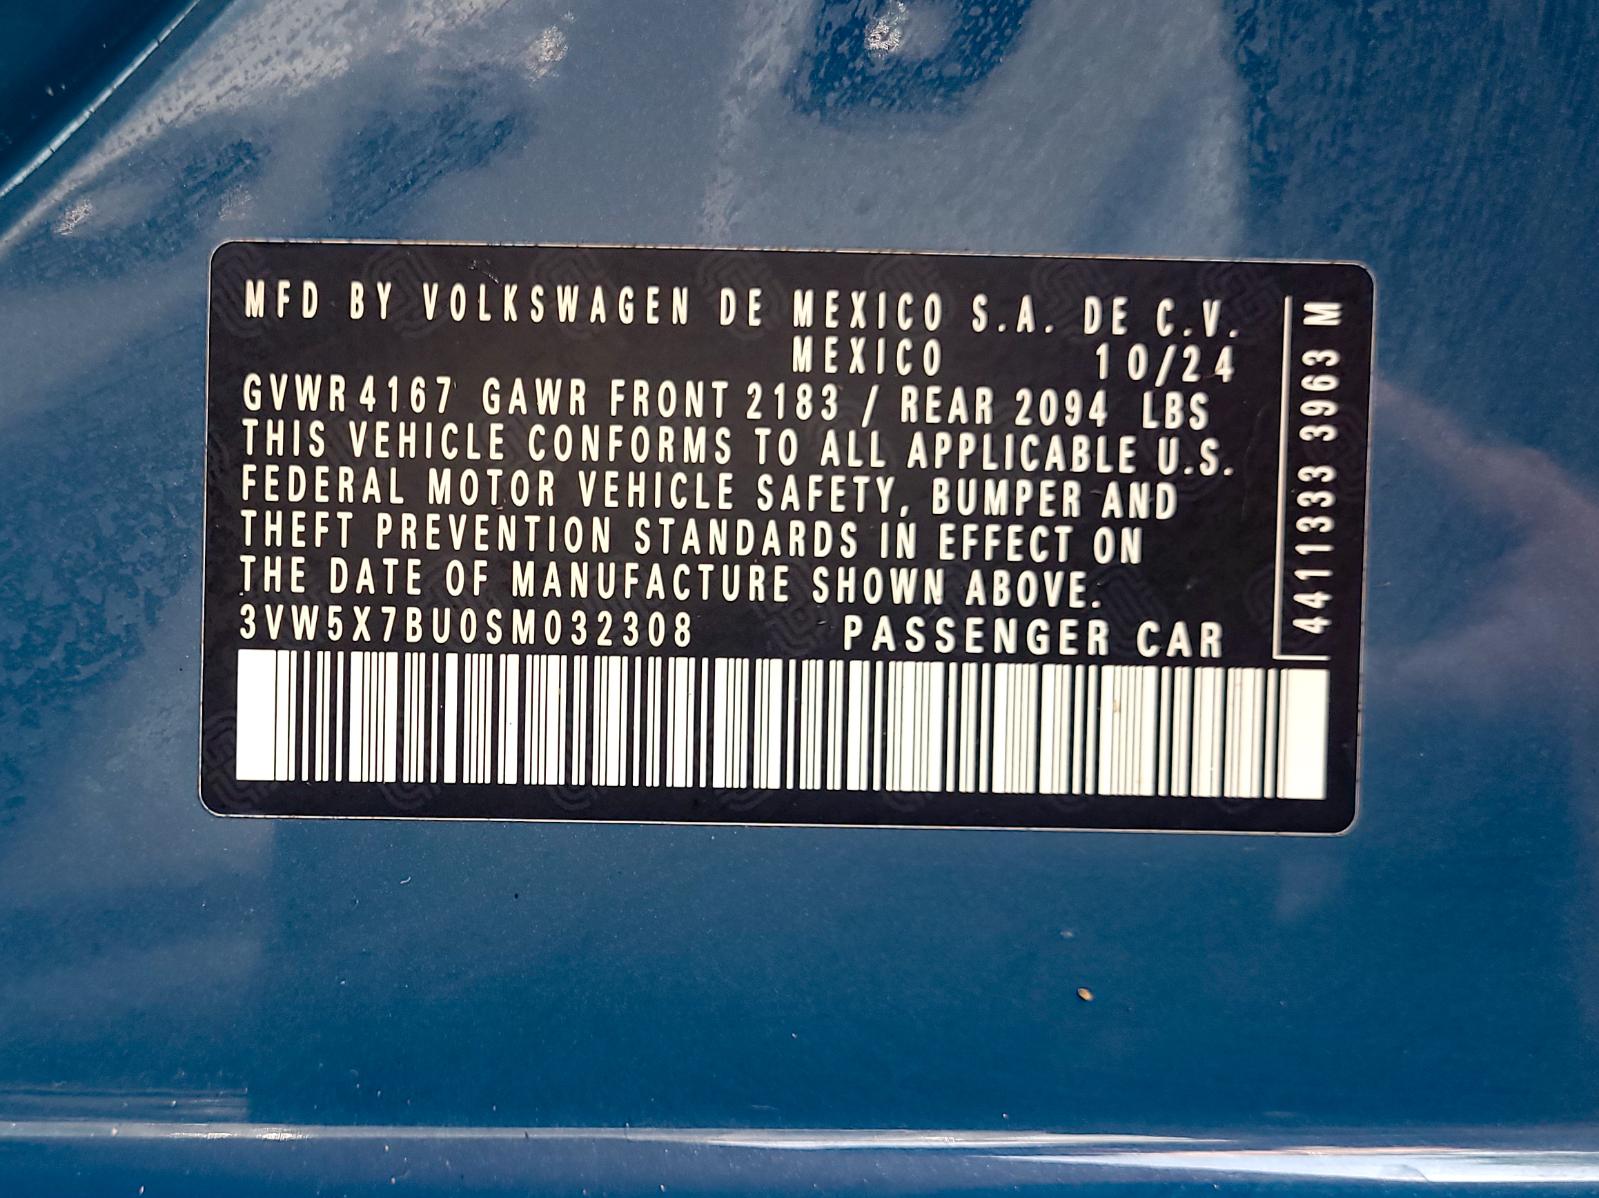 MFD BY VOLKSWAGEN DE MEXICO S.A. DE C.V.
MEXICO 10/24
GVWR 4167 GAWR FRONT 2183 / REAR 2094 LBS
THIS VEHICLE CONFORMS TO ALL APPLICABLE U.S.
FEDERAL MOTOR VEHICLE SAFETY, BUMPER AND
THEFT PREVENTION STANDARDS IN EFFECT ON
THE DATE OF MANUFACTURE SHOWN ABOVE.
3VW5X7BU0SM032308 PASSENGER CAR
4411333 3963 M